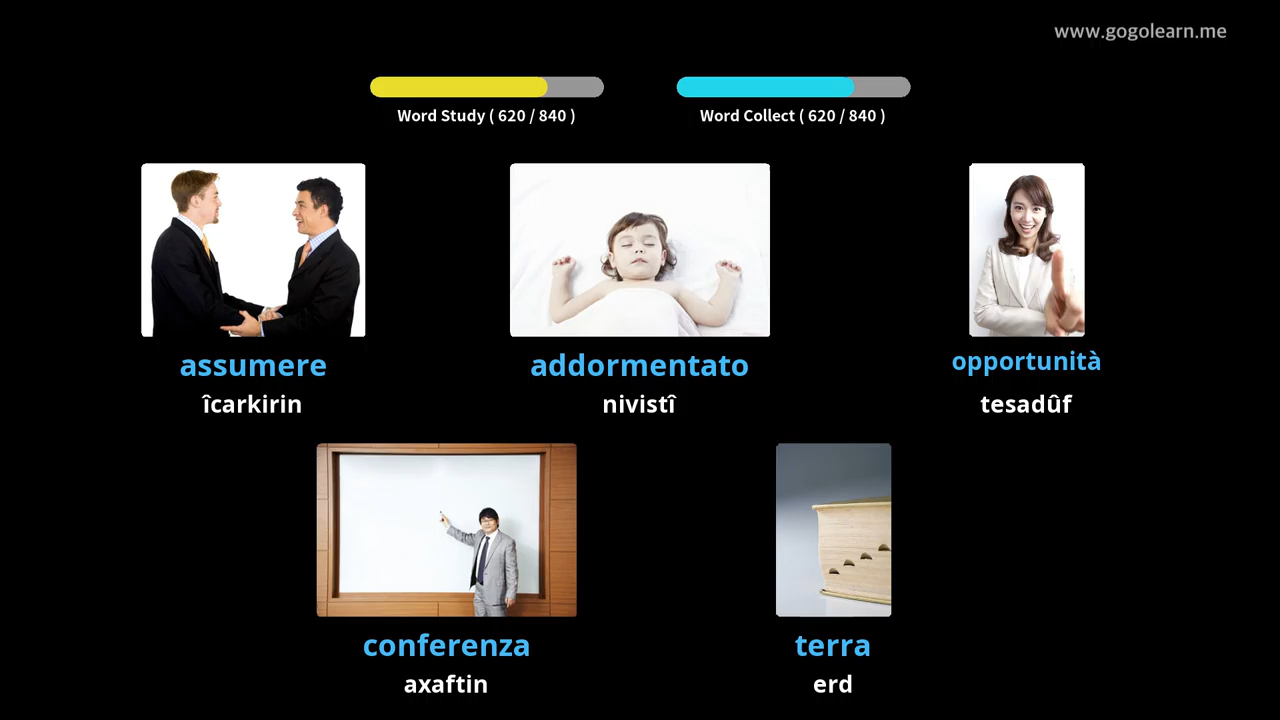 www.gogolearn.me
Word Study ( 620 / 840 )
Word Collect ( 620 / 840 )
assumere
îcarkirin
addormentato
nivistî
opportunità
tesadûf
conferenza
axaftin
terra
erd